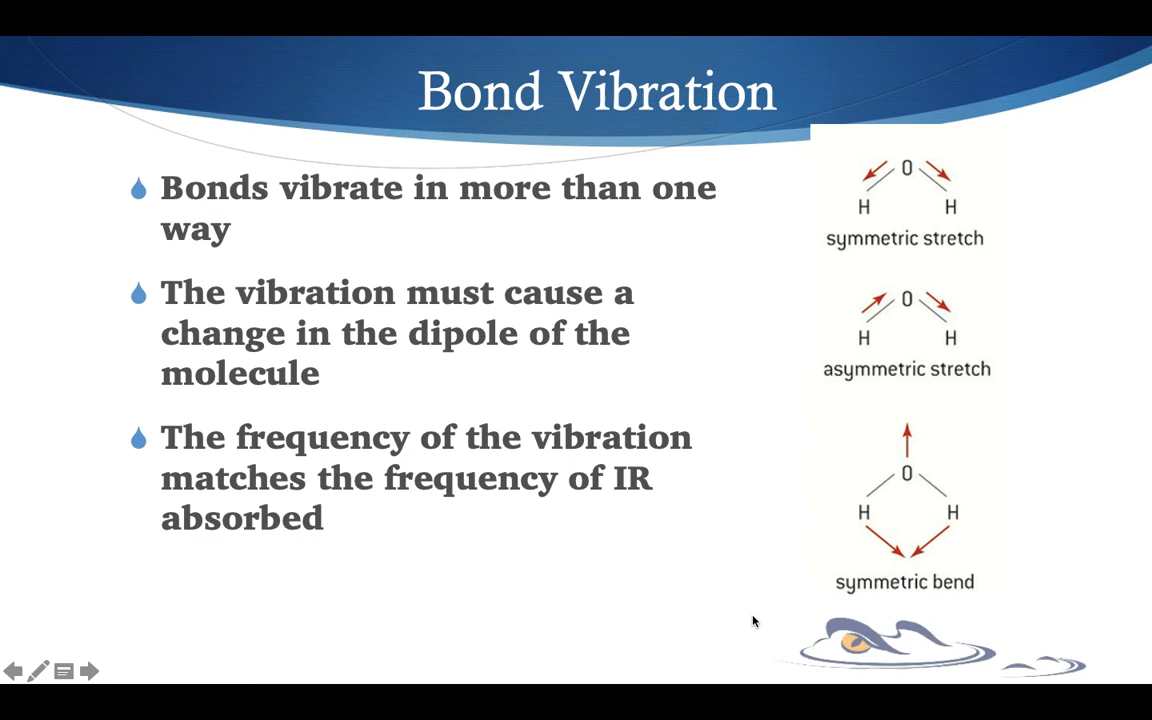 Bond Vibration
Bonds vibrate in more than one
way
The vibration must cause a
change in the dipole of the
molecule
The frequency of the vibration
matches the frequency of IR
absorbed
O
H H
symmetric stretch
O
H H
asymmetric stretch
O
H H
symmetric bend